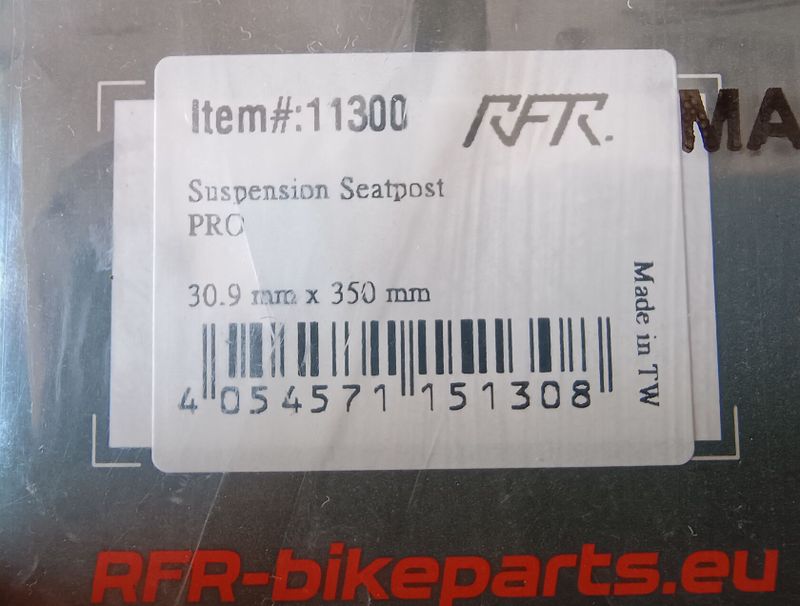 Item#:11300
RFR.
MA
Suspension Seatpost
PRO
30.9 mm x 350 mm
Made in TW
4 054571 151308
RFR-bikeparts.eu